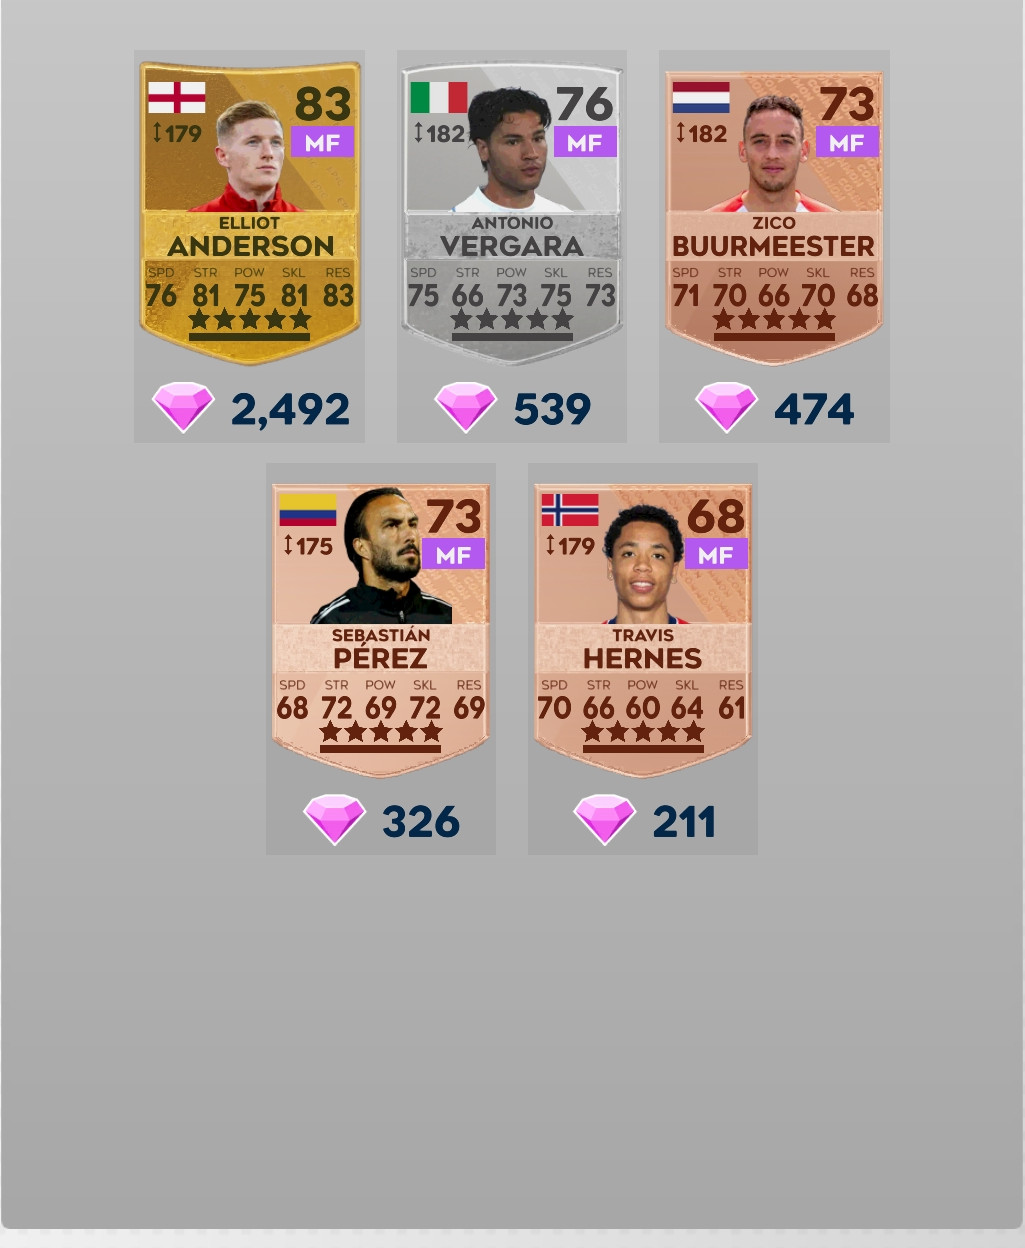 83
179
MF
ELLIOT
ANDERSON
SPD STR POW SKL RES
76 81 75 81 83
2,492
76
182
MF
ANTONIO
VERGARA
SPD STR POW SKL RES
75 66 73 75 73
539
73
182
MF
ZICO
BUURMEESTER
SPD STR POW SKL RES
71 70 66 70 68
474
73
175
MF
SEBASTIÁN
PÉREZ
SPD STR POW SKL RES
68 72 69 72 69
326
68
179
MF
TRAVIS
HERNES
SPD STR POW SKL RES
70 66 60 64 61
211